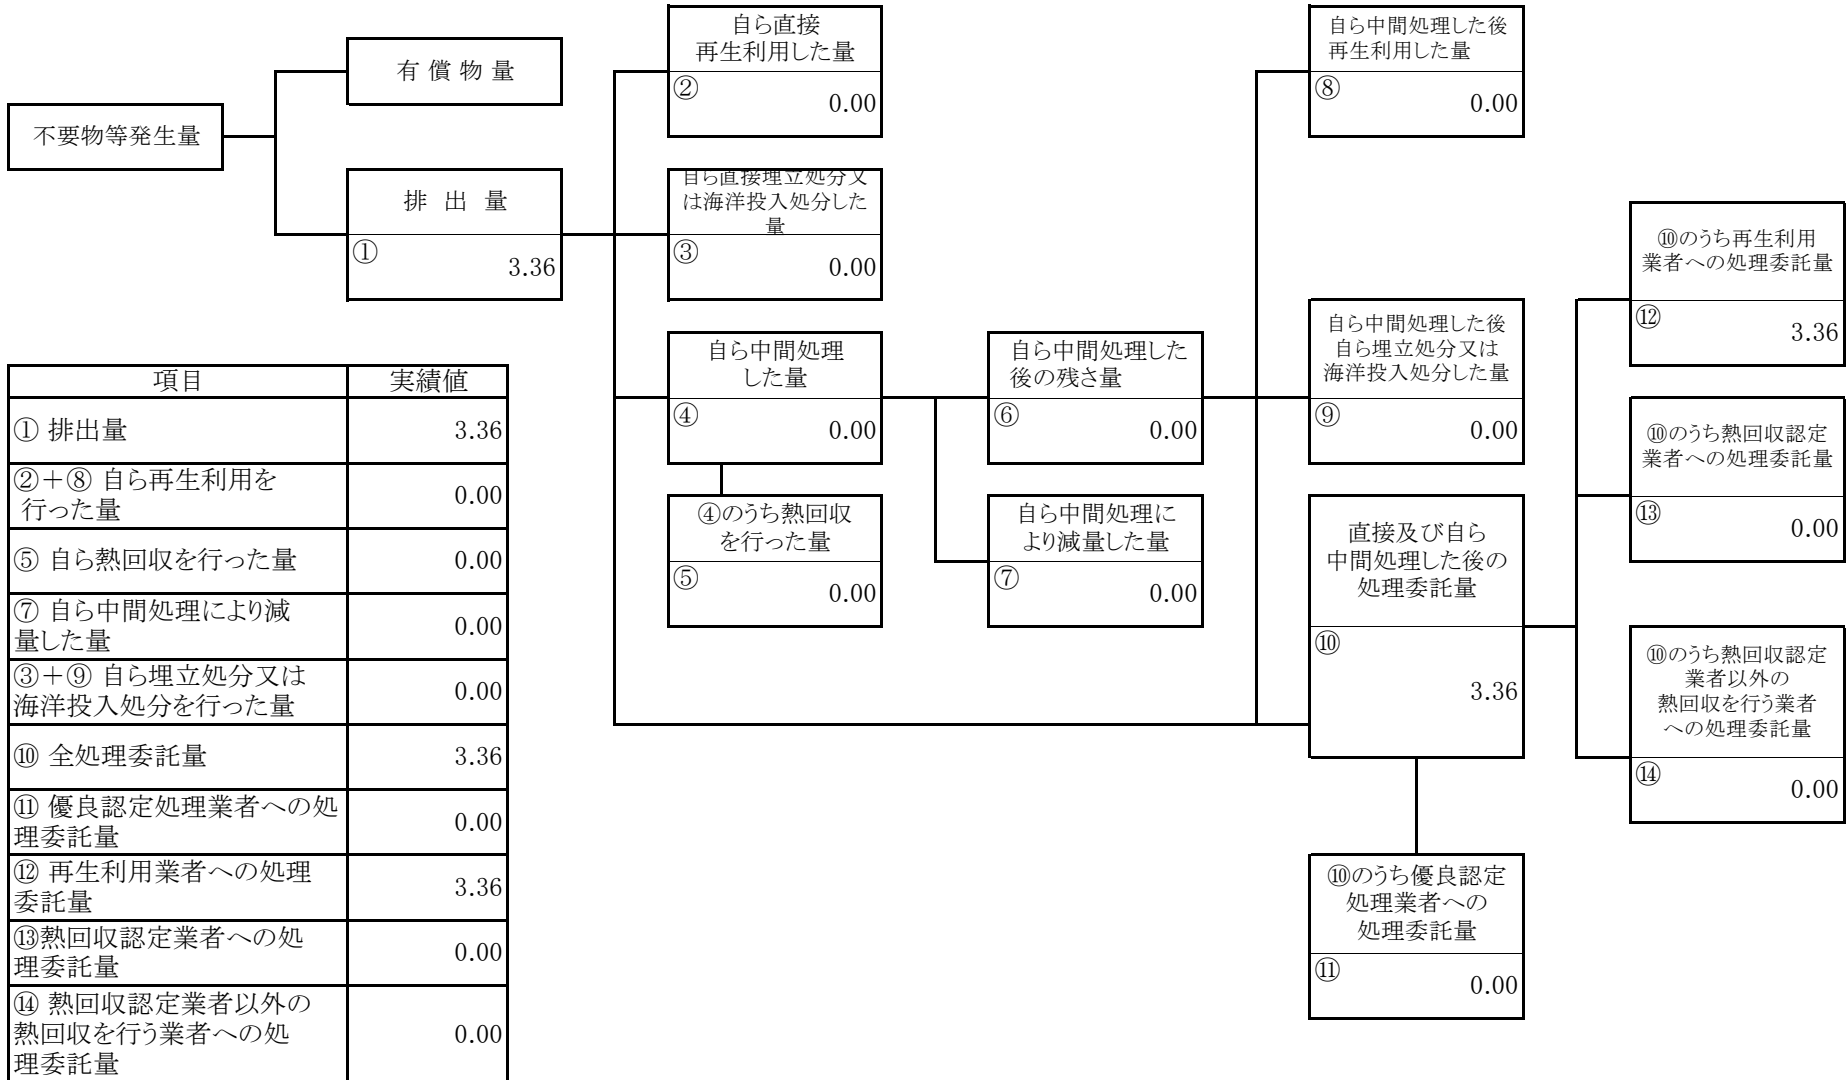 不要物等発生量
有 償 物 量
排 出 量
①
3.36
自ら直接
再生利用した量
②
0.00
自ら直接埋立処分又
は海洋投入処分した
量
③
0.00
自ら中間処理
した量
④
0.00
④のうち熱回収
を行った量
⑤
0.00
自ら中間処理した
後の残さ量
⑥
0.00
自ら中間処理に
より減量した量
⑦
0.00
自ら中間処理した後
再生利用した量
⑧
0.00
自ら中間処理した後
自ら埋立処分又は
海洋投入処分した量
⑨
0.00
直接及び自ら
中間処理した後の
処理委託量
⑩
3.36
⑩のうち優良認定
処理業者への
処理委託量
⑪
0.00
⑩のうち再生利用
業者への処理委託量
⑫
3.36
⑩のうち熱回収認定
業者への処理委託量
⑬
0.00
⑩のうち熱回収認定
業者以外の
熱回収を行う業者
への処理委託量
⑭
0.00
項目 実績値
① 排出量 3.36
②+⑧ 自ら再生利用を
行った量
0.00
⑤ 自ら熱回収を行った量 0.00
⑦ 自ら中間処理により減
量した量
0.00
③+⑨ 自ら埋立処分又は
海洋投入処分を行った量
0.00
⑩ 全処理委託量 3.36
⑪ 優良認定処理業者への処
理委託量
0.00
⑫ 再生利用業者への処理
委託量
3.36
⑬熱回収認定業者への処
理委託量
0.00
⑭ 熱回収認定業者以外の
熱回収を行う業者への処
理委託量
0.00